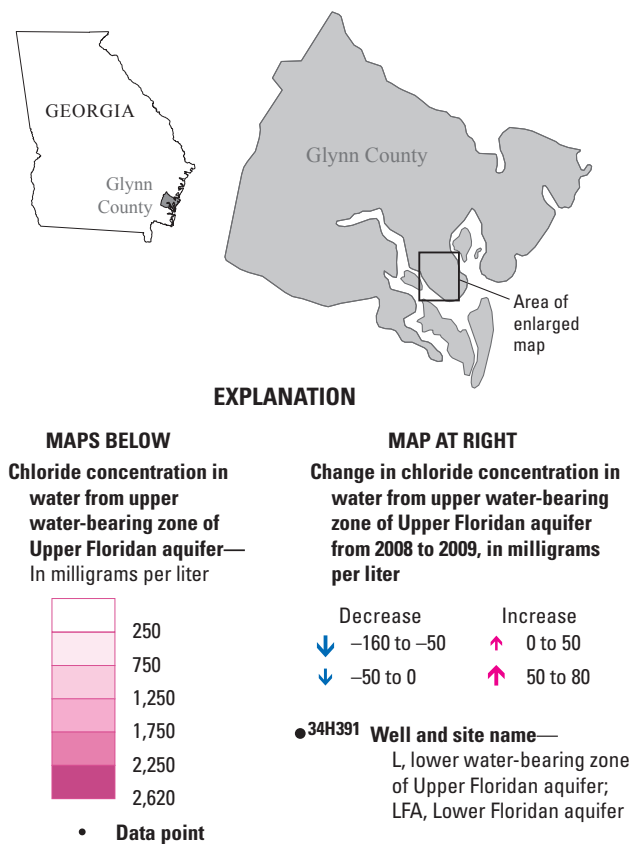 GEORGIA
Glynn
County
Glynn County
Area of
enlarged
map
EXPLANATION
MAPS BELOW
Chloride concentration in
water from upper
water-bearing zone of
Upper Floridan aquifer—
In milligrams per liter
250
750
1,250
1,750
2,250
2,620
Data point
MAP AT RIGHT
Change in chloride concentration in
water from upper water-bearing
zone of Upper Floridan aquifer
from 2008 to 2009, in milligrams
per liter
Decrease
–160 to –50
–50 to 0
Increase
0 to 50
50 to 80
34H391 Well and site name—
L, lower water-bearing zone
of Upper Floridan aquifer;
LFA, Lower Floridan aquifer